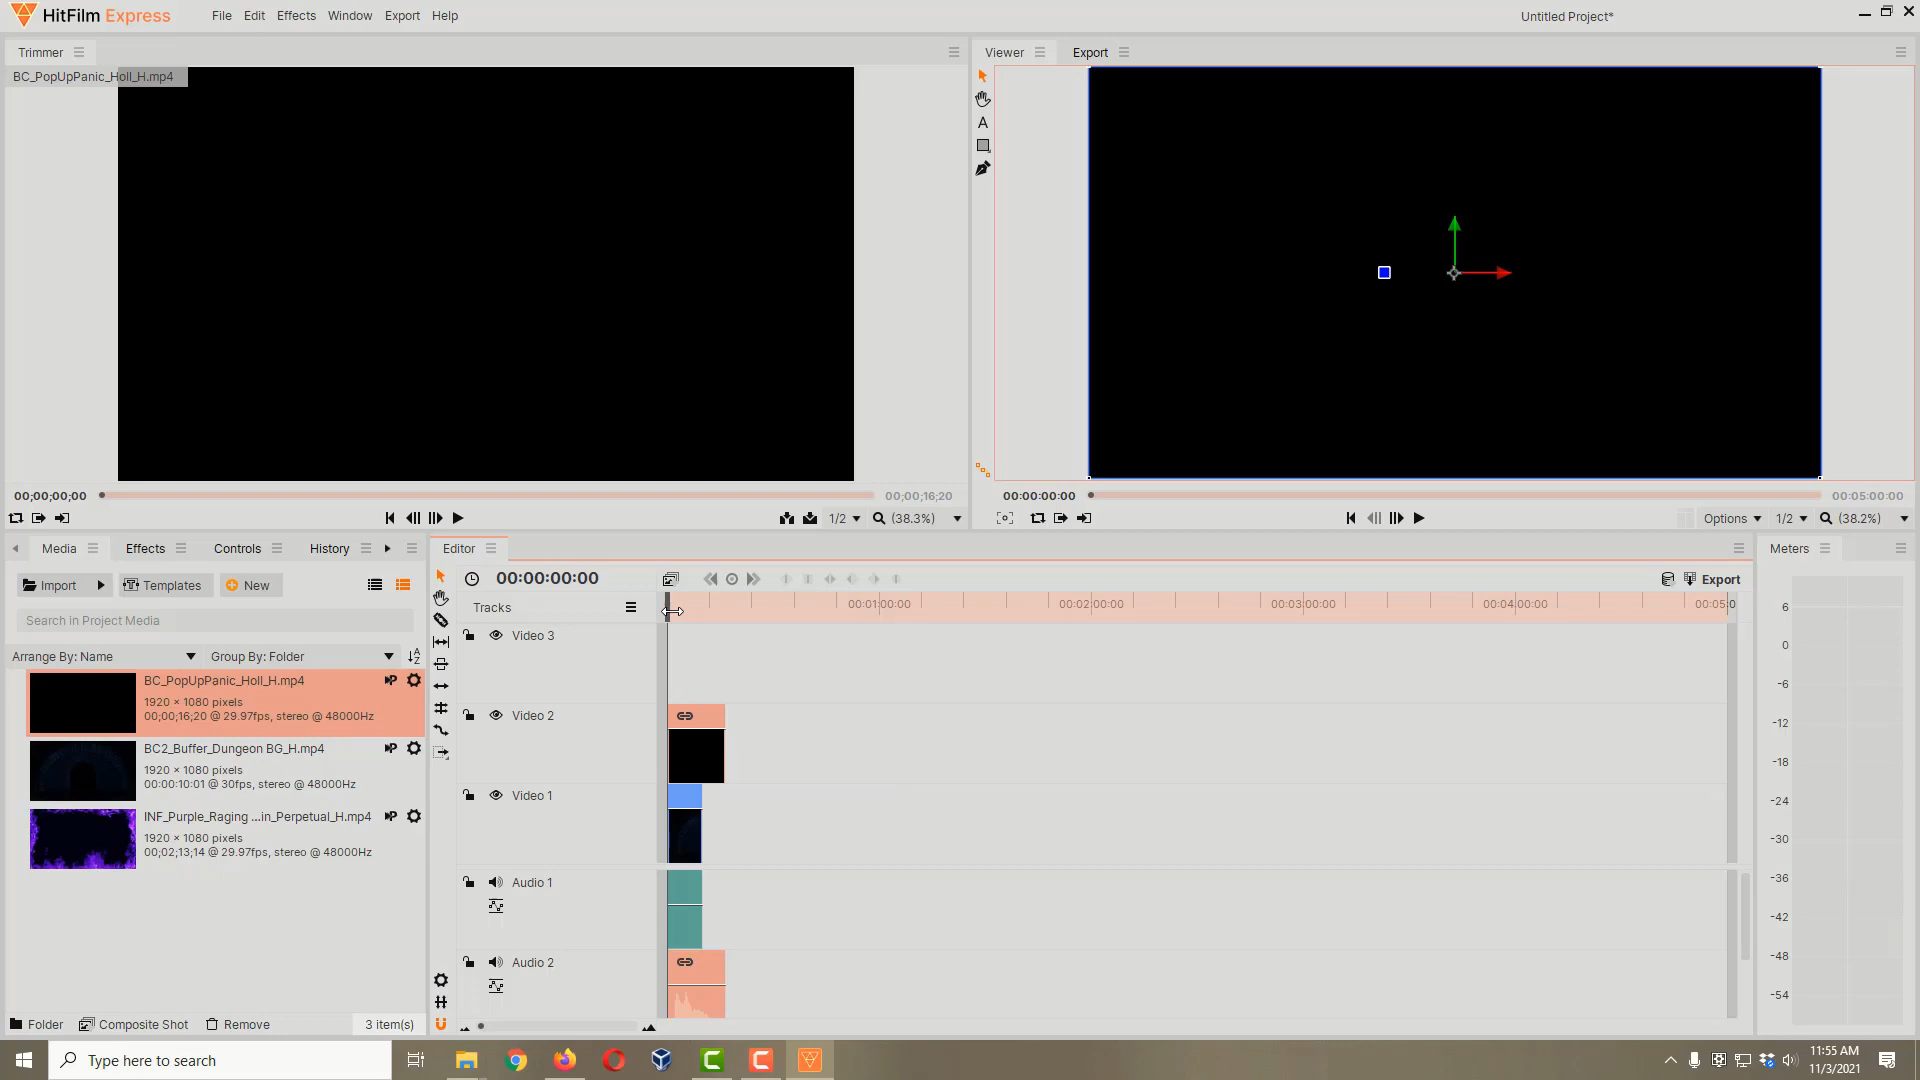 HitFilm Express
File Edit Effects Window Export Help
Untitled Project*
Trimmer
Viewer
Export
BC_PopUpPanic_Holl_H.mp4
A
00;00;00;00
00;00;16;20
1/2
(38.3%)
00:00:00:00
00:05:00:00
Options
1/2
(38.2%)
Media
Effects
Controls
History
Editor
Meters
Import
Templates
New
00:00:00:00
Export
Search in Project Media
Tracks
00:01:00:00
00:02:00:00
00:03:00:00
00:04:00:00
00:05:0
Arrange By: Name
Group By: Folder
A
Z
BC_PopUpPanic_Holl_H.mp4
1920 × 1080 pixels
00;00;16;20 @ 29.97fps, stereo @ 48000Hz
BC2_Buffer_Dungeon BG_H.mp4
1920 × 1080 pixels
00:00:10:01 @ 30fps, stereo @ 48000Hz
INF_Purple_Raging ...in_Perpetual_H.mp4
1920 × 1080 pixels
00;02;13;14 @ 29.97fps, stereo @ 48000Hz
Video 3
Video 2
Video 1
Audio 1
Audio 2
6
0
-6
-12
-18
-24
-30
-36
-42
-48
-54
Folder
Composite Shot
Remove
3 item(s)
Type here to search
11:55 AM
11/3/2021